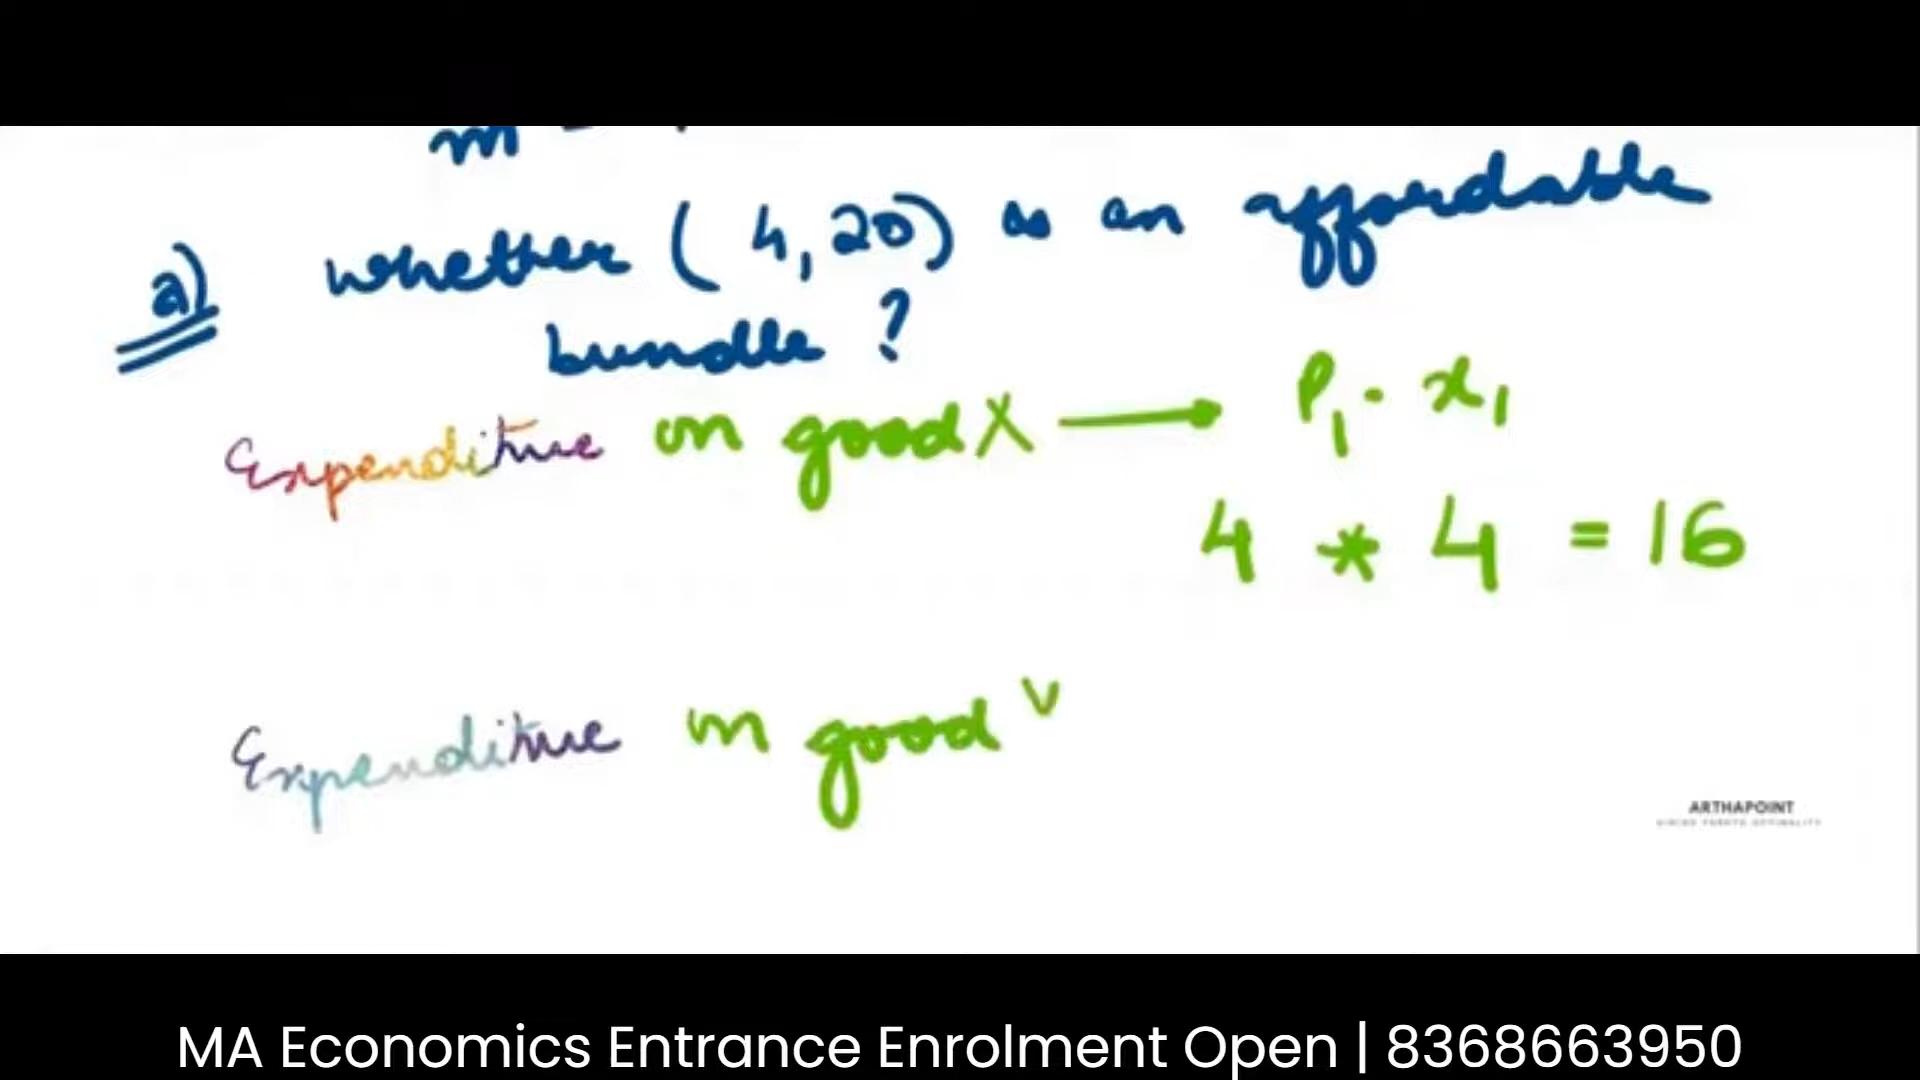 m
a) whether (4,20) is an affordable
bundle ?
Expenditure on good X → P₁ . x₁
4 * 4 = 16
Expenditure on good
ARTHAPOINT
MA Economics Entrance Enrolment Open | 8368663950